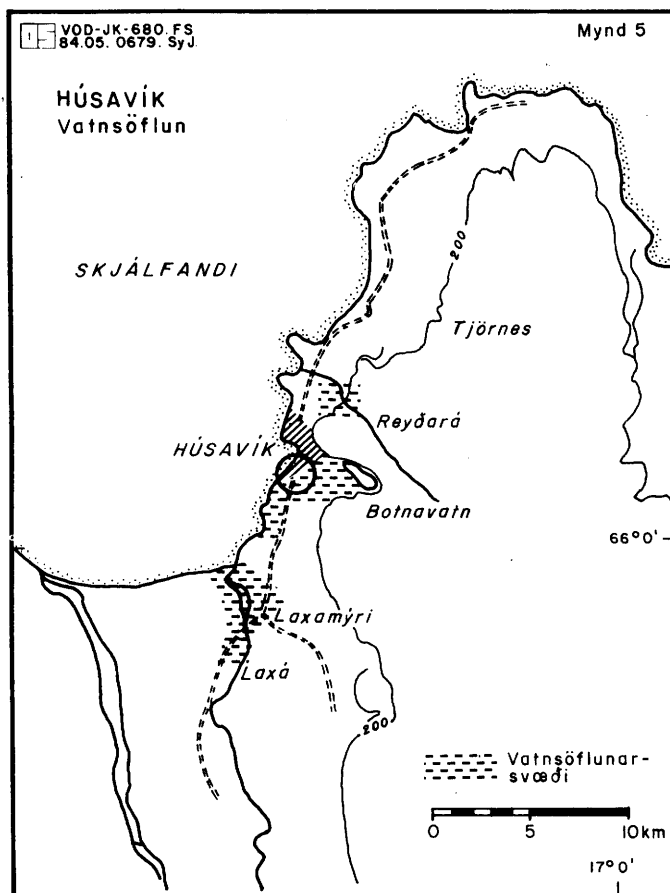 VOD-JK-680.FS
84.05.0679. SyJ.
Mynd 5
HÚSAVÍK
Vatnsöflun
SKJÁLFANDI
200
Tjörnes
Reyðará
HÚSAVÍK
Botnavatn
66°0'
Laxamýri
Laxá
200
Vatnsöflunar-
svæði
0 5 10km
17°0'